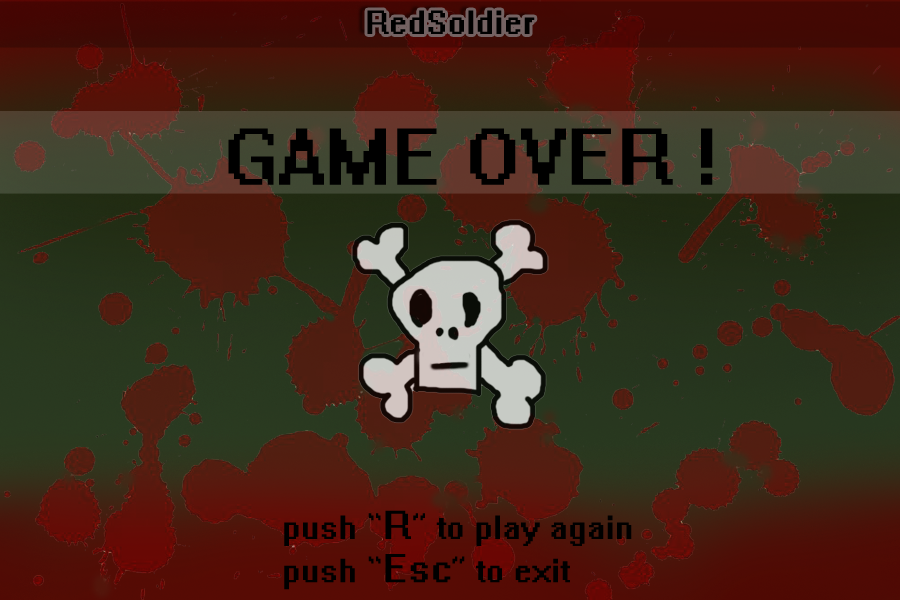 RedSoldier
GAME OVER !
push “R” to play again
push “Esc” to exit